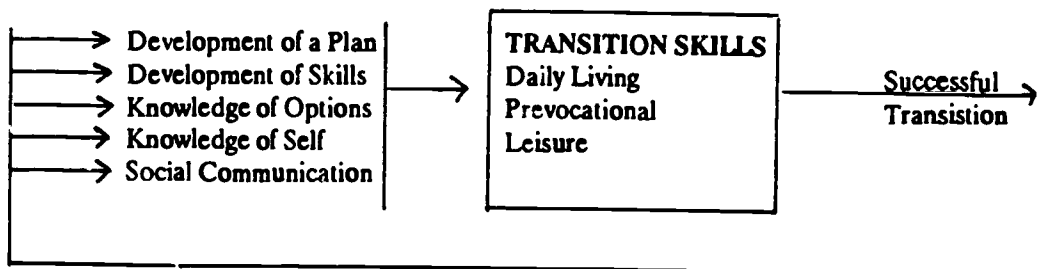 Development of a Plan
Development of Skills
Knowledge of Options
Knowledge of Self
Social Communication
TRANSITION SKILLS
Daily Living
Prevocational
Leisure
Successful
Transistion